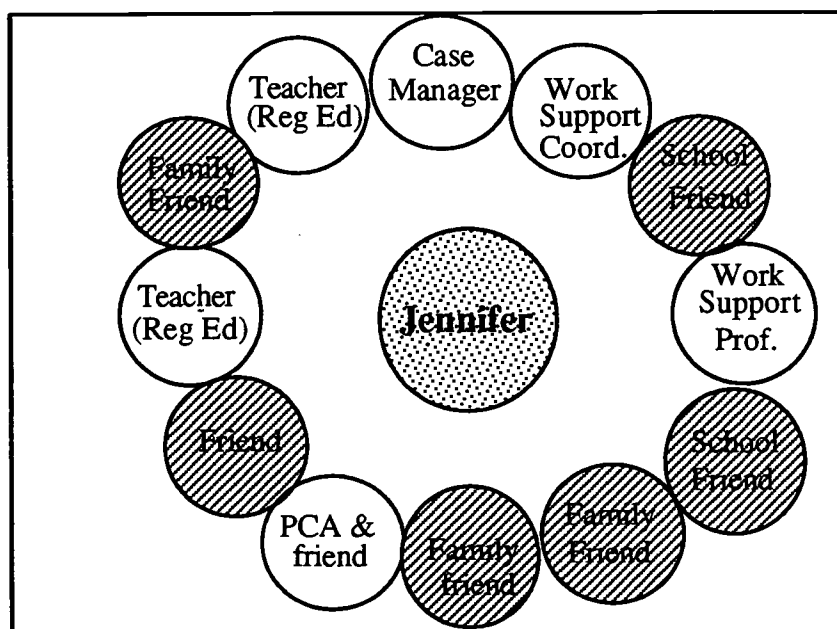 Case
Manager
Teacher
(Reg Ed)
Work
Support
Coord.
Family
Friend
School
Friend
Teacher
(Reg Ed)
Jennifer
Work
Support
Prof.
Friend
School
Friend
PCA &
friend
Family
friend
Family
Friend